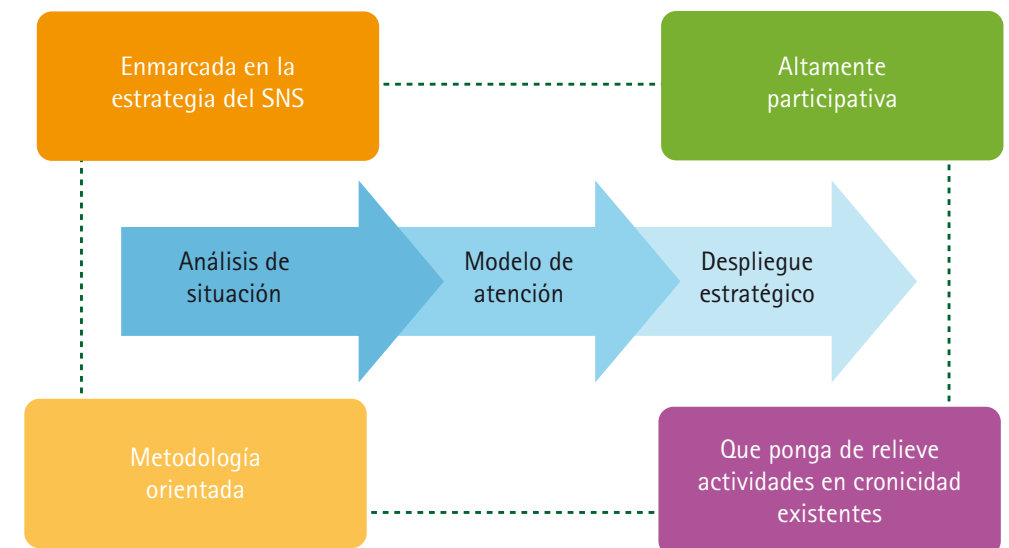 Enmarcada en la
estrategia del SNS
Altamente
participativa
Análisis de
situación
Modelo de
atención
Despliegue
estratégico
Metodología
orientada
Que ponga de relieve
actividades en cronicidad
existentes